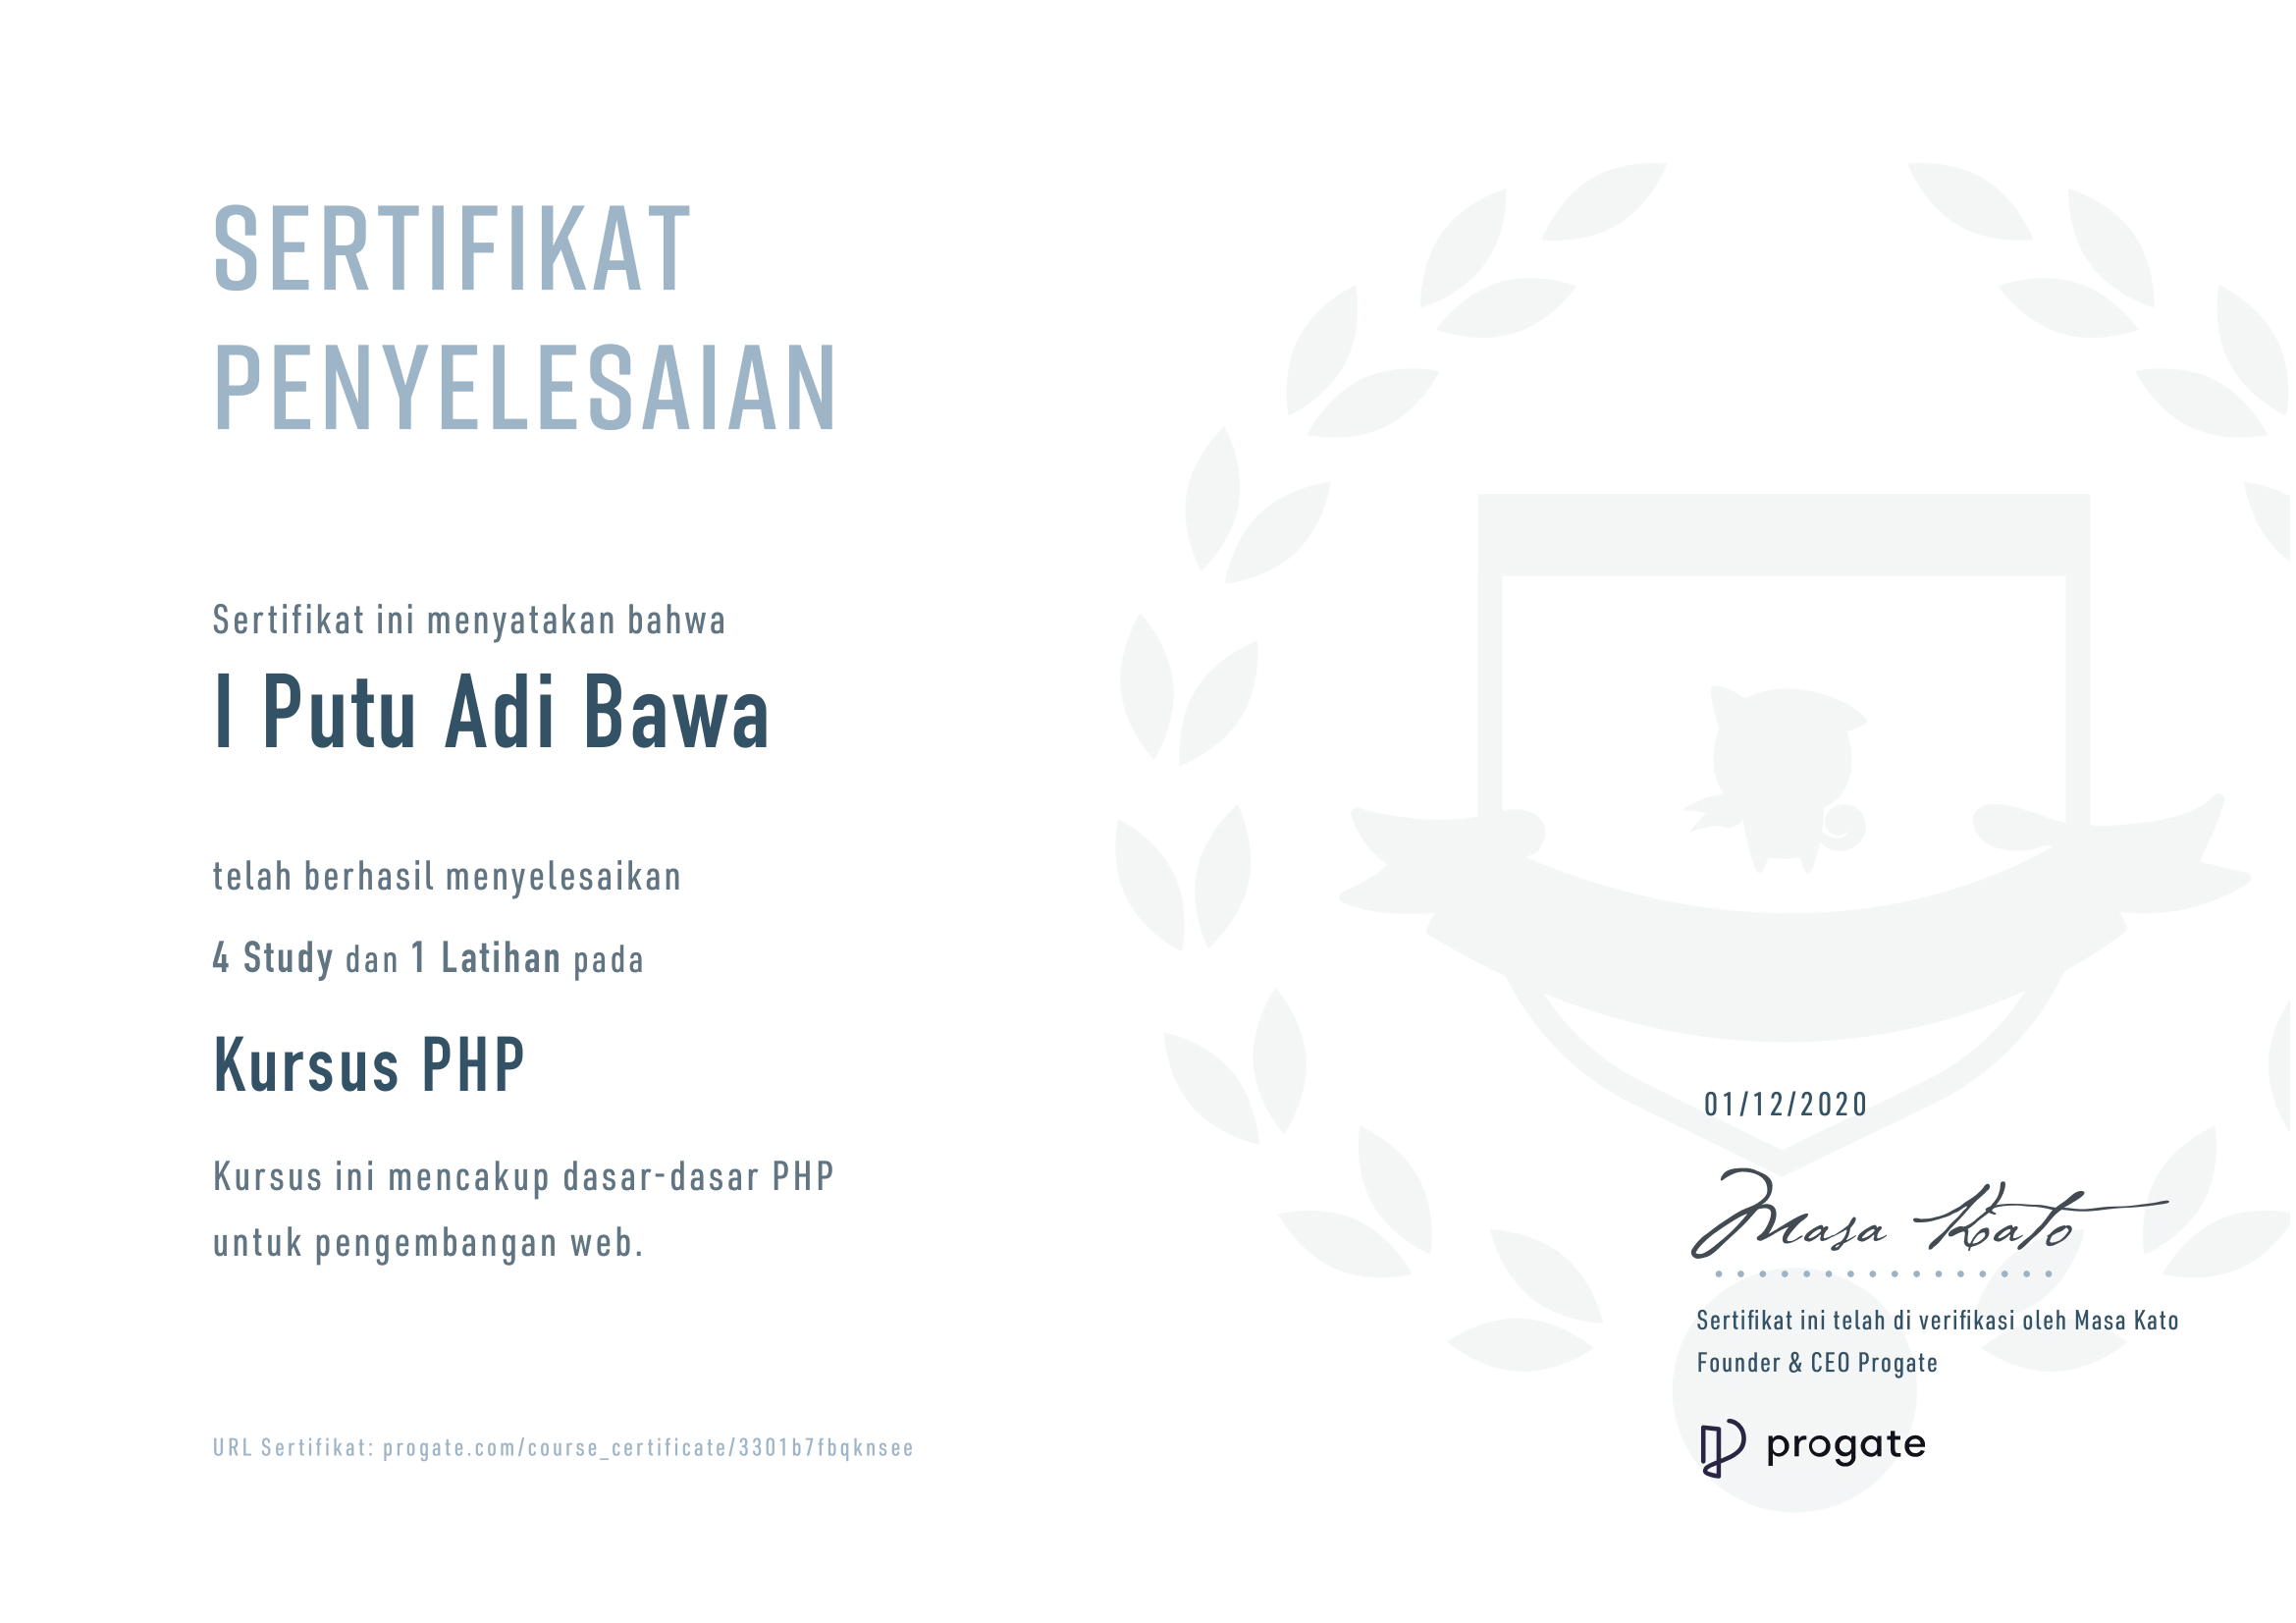 SERTIFIKAT
PENYELESAIAN
Sertifikat ini menyatakan bahwa
I Putu Adi Bawa
telah berhasil menyelesaikan
4 Study dan 1 Latihan pada
Kursus PHP
Kursus ini mencakup dasar-dasar PHP
untuk pengembangan web.
URL Sertifikat: progate.com/course_certificate/3301b7fbqknsee
01/12/2020
Masa Kato
Sertifikat ini telah di verifikasi oleh Masa Kato
Founder & CEO Progate
progate